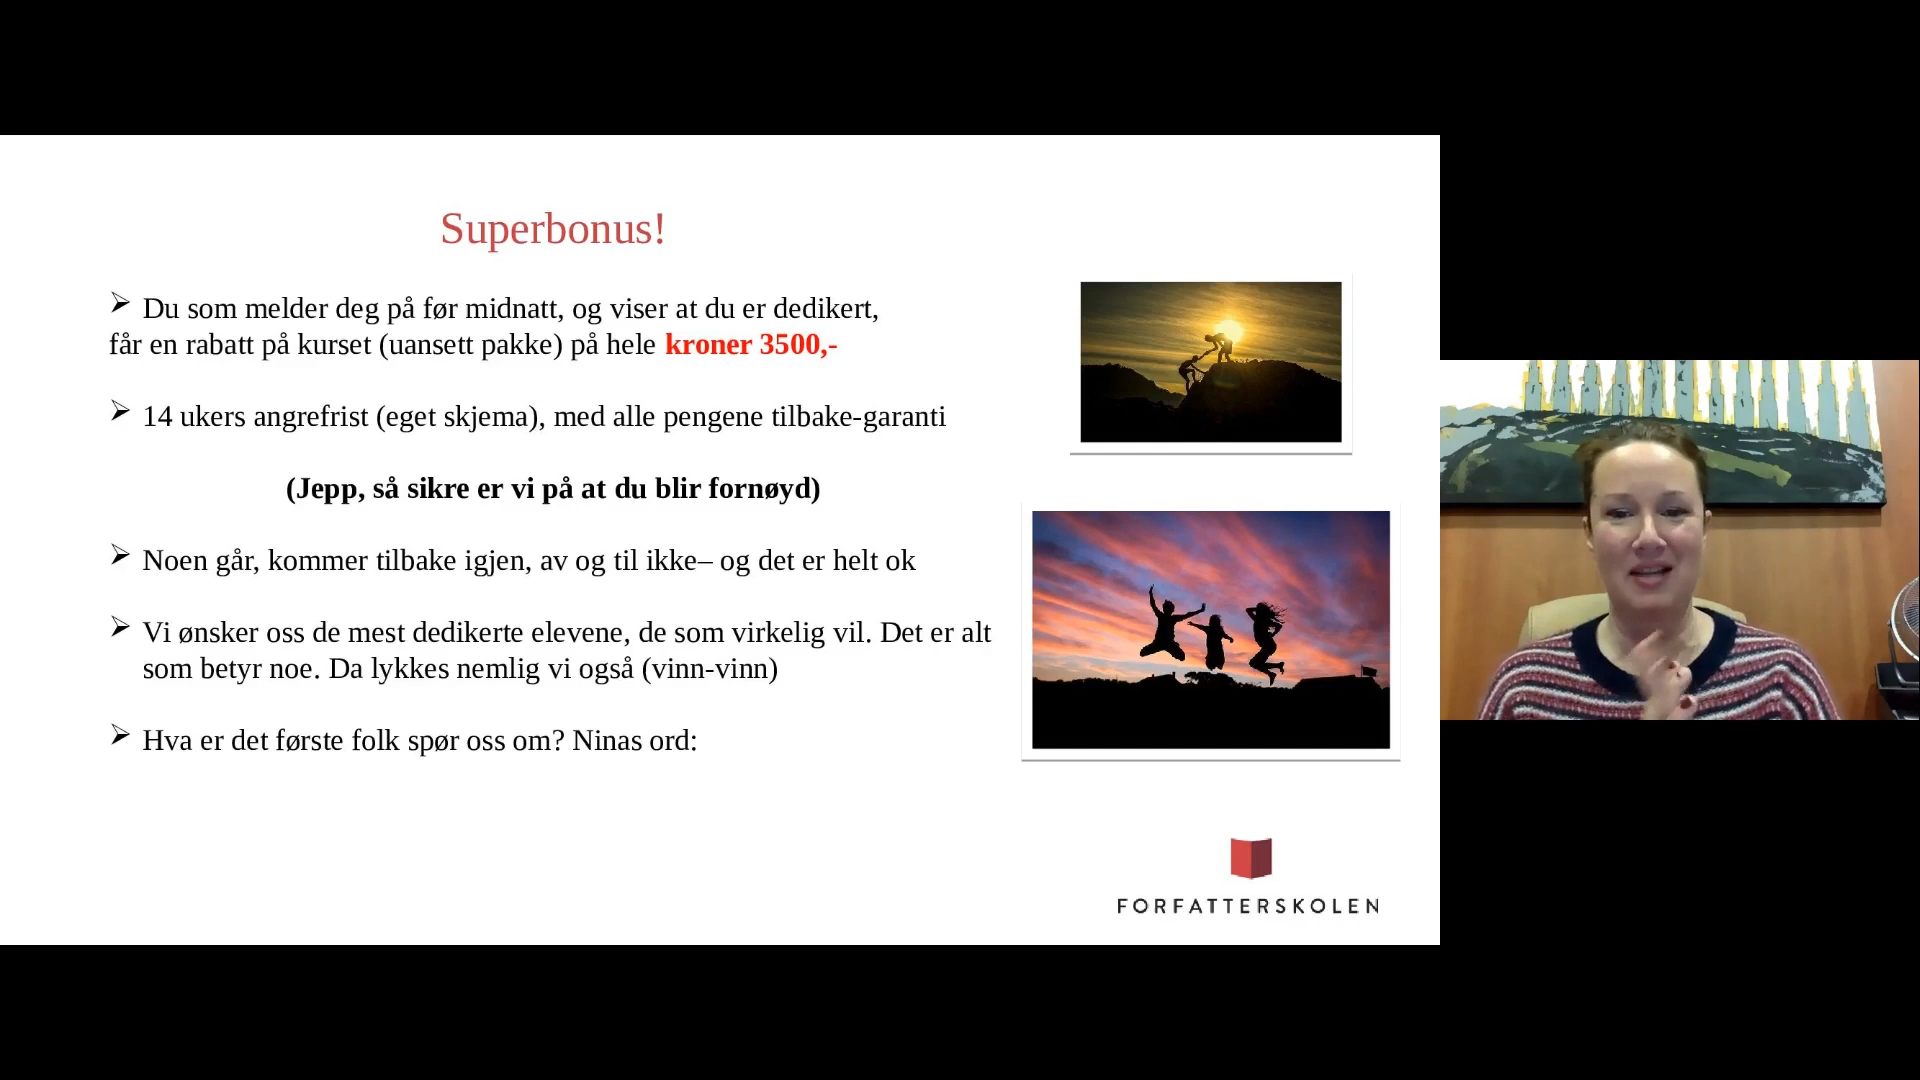 Superbonus!
Du som melder deg på før midnatt, og viser at du er dedikert,
får en rabatt på kurset (uansett pakke) på hele kroner 3500,-
14 ukers angrefrist (eget skjema), med alle pengene tilbake-garanti
(Jepp, så sikre er vi på at du blir fornøyd)
Noen går, kommer tilbake igjen, av og til ikke– og det er helt ok
Vi ønsker oss de mest dedikerte elevene, de som virkelig vil. Det er alt
som betyr noe. Da lykkes nemlig vi også (vinn-vinn)
Hva er det første folk spør oss om? Ninas ord:
FORFATTERSKOLEN